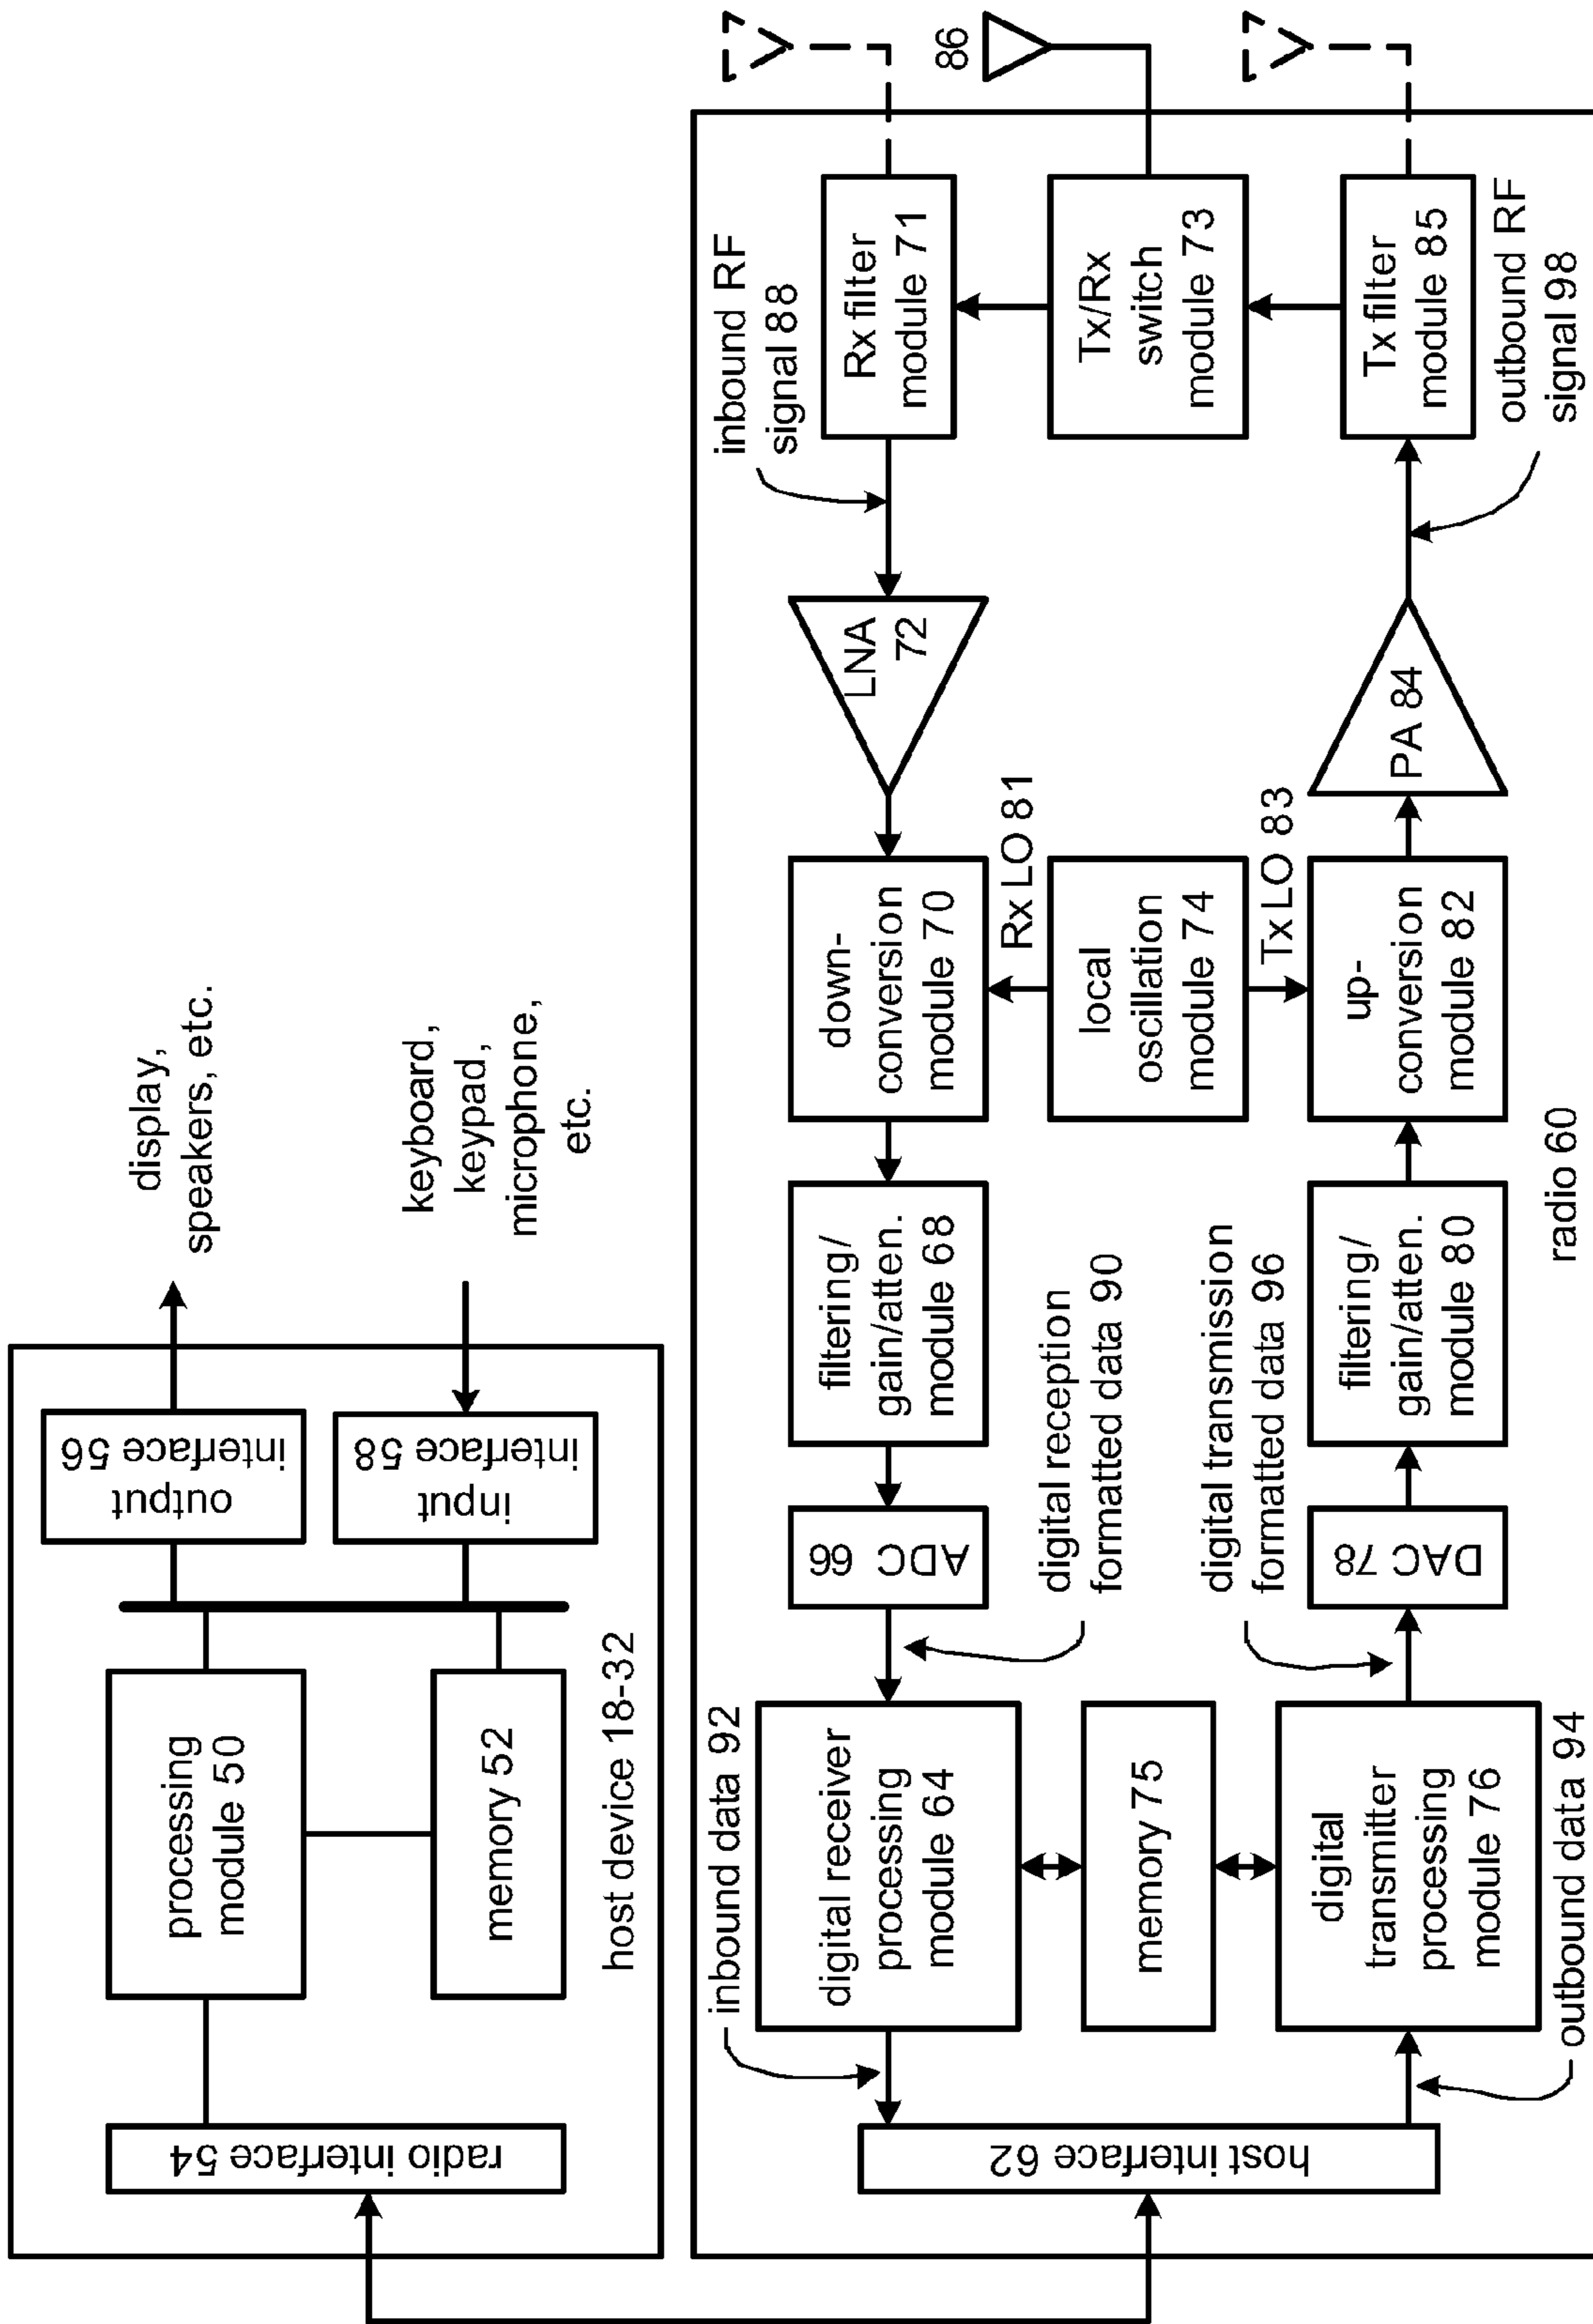 radio interface 54
processing
module 50
memory 52
output
interface 56
input
interface 58
display,
speakers, etc.
keyboard,
keypad,
microphone,
etc.
host device 18-32
host interface 62
inbound data 92
digital receiver
processing
module 64
memory 75
digital
transmitter
processing
module 76
outbound data 94
ADC 66
digital reception
formatted data 90
digital transmission
formatted data 96
DAC 78
filtering/
gain/atten.
module 68
filtering/
gain/atten.
module 80
down-
conversion
module 70
Rx LO 81
local
oscillation
module 74
Tx LO 83
up-
conversion
module 82
LNA
72
PA 84
inbound RF
signal 88
Rx filter
module 71
Tx/Rx
switch
module 73
Tx filter
module 85
outbound RF
signal 98
86
radio 60